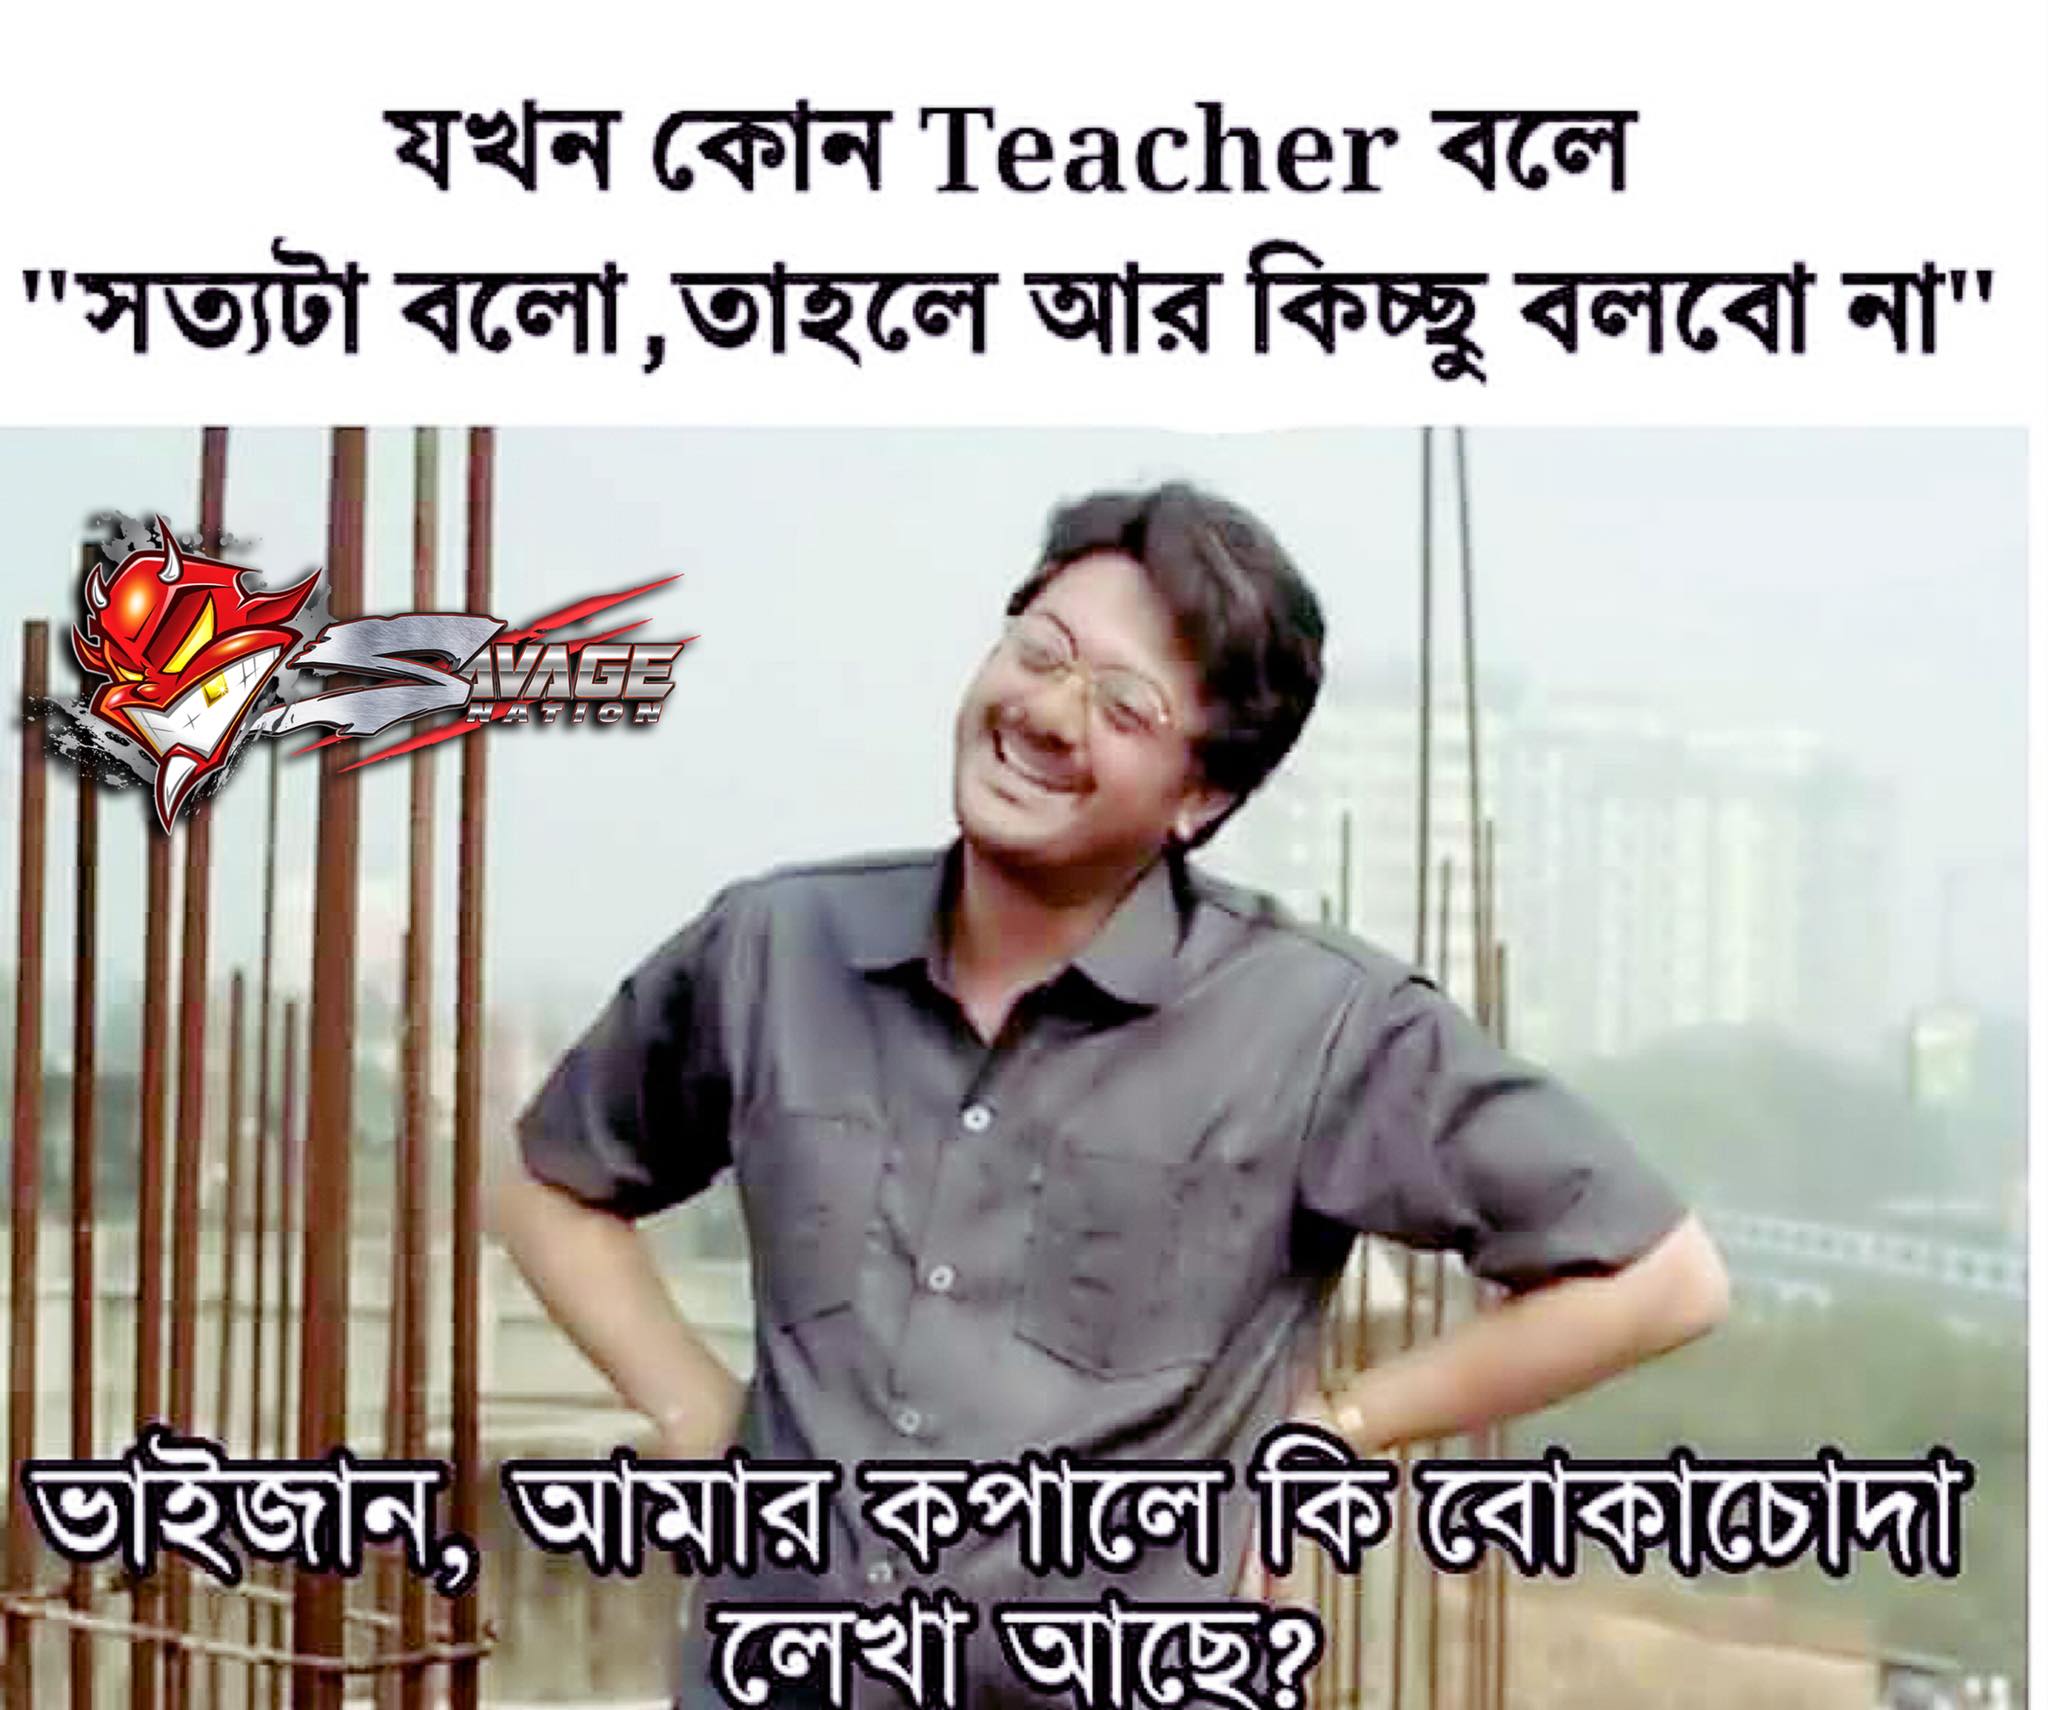 যখন কোন Teacher বলে
"সত্যটা বলো,তাহলে আর কিচ্ছু বলবো না"
SAVAGE
NATION
ভাইজান, আমার কপালে কি বোকাচোদা
লেখা আছে?